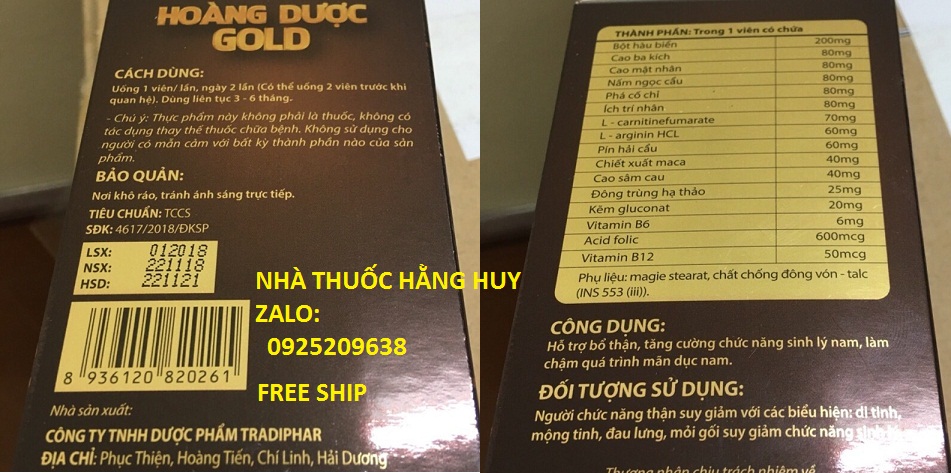 HOÀNG DƯỢC
GOLD
CÁCH DÙNG:
Uống 1 viên/ lần, ngày 2 lần (Có thể uống 2 viên trước khi
quan hệ). Dùng liên tục 3 - 6 tháng.
- Chú ý: Thực phẩm này không phải là thuốc, không có
tác dụng thay thế thuốc chữa bệnh. Không sử dụng cho
người có mẫn cảm với bất kỳ thành phần nào của sản
phẩm.
BẢO QUẢN:
Nơi khô ráo, tránh ánh sáng trực tiếp.
TIÊU CHUẨN: TCCS
SĐK: 4617/2018/ĐKSP
LSX: 012018
NSX: 221118
HSD: 221121
NHÀ THUỐC HẰNG HUY
ZALO:
0925209638
FREE SHIP
8 936120 820261
Nhà sản xuất:
CÔNG TY TNHH DƯỢC PHẨM TRADIPHAR
ĐỊA CHỈ: Phục Thiện, Hoàng Tiến, Chí Linh, Hải Dương
THÀNH PHẦN: Trong 1 viên có chứa
Bột hàu biển 200mg
Cao ba kích 80mg
Cao mật nhân 80mg
Nấm ngọc cẩu 80mg
Phá cố chỉ 80mg
Ích trí nhân 80mg
L - carnitinefumarate 70mg
L - arginin HCL 60mg
Pín hải cẩu 60mg
Chiết xuất maca 40mg
Cao sâm cau 40mg
Đông trùng hạ thảo 25mg
Kẽm gluconat 20mg
Vitamin B6 6mg
Acid folic 600mcg
Vitamin B12 50mcg
Phụ liệu: magie stearat, chất chống đông vón - talc
(INS 553 (iii)).
CÔNG DỤNG:
Hỗ trợ bổ thận, tăng cường chức năng sinh lý nam, làm
chậm quá trình mãn dục nam.
ĐỐI TƯỢNG SỬ DỤNG:
Người chức năng thận suy giảm với các biểu hiện: di tinh,
mộng tinh, đau lưng, mỏi gối suy giảm chức năng sinh
Thương nhân chịu trách nhiệm về